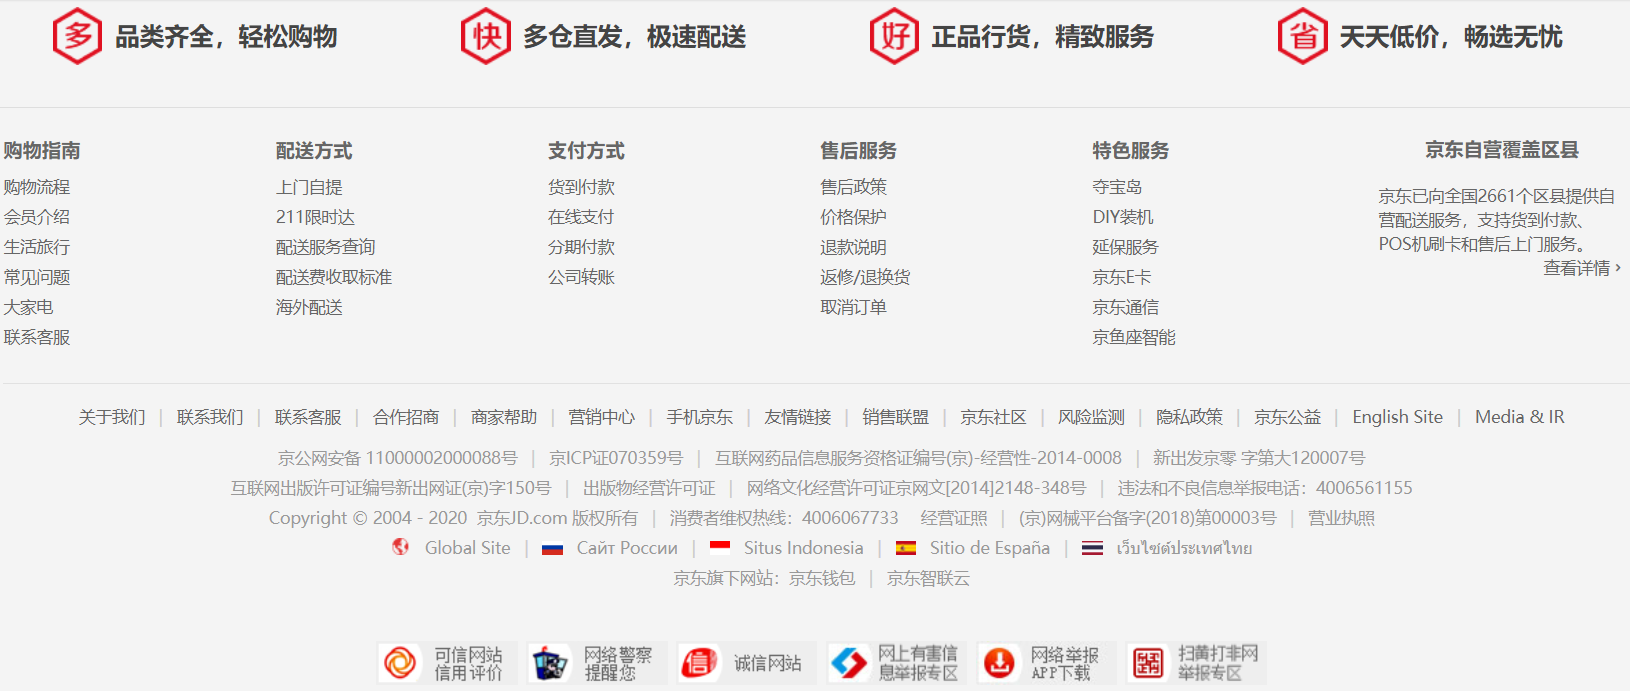 多 品类齐全，轻松购物 快 多仓直发，极速配送 好 正品行货，精致服务 省 天天低价，畅选无忧
购物指南
购物流程
会员介绍
生活旅行
常见问题
大家电
联系客服
配送方式
上门自提
211限时达
配送服务查询
配送费收取标准
海外配送
支付方式
货到付款
在线支付
分期付款
公司转账
售后服务
售后政策
价格保护
退款说明
返修/退换货
取消订单
特色服务
夺宝岛
DIY装机
延保服务
京东E卡
京东通信
京鱼座智能
京东自营覆盖区县
京东已向全国2661个区县提供自
营配送服务，支持货到付款、
POS机刷卡和售后上门服务。
查看详情 ›
关于我们 | 联系我们 | 联系客服 | 合作招商 | 商家帮助 | 营销中心 | 手机京东 | 友情链接 | 销售联盟 | 京东社区 | 风险监测 | 隐私政策 | 京东公益 | English Site | Media & IR
京公网安备 11000002000088号 | 京ICP证070359号 | 互联网药品信息服务资格证编号(京)-经营性-2014-0008 | 新出发京零 字第大120007号
互联网出版许可证编号新出网证(京)字150号 | 出版物经营许可证 | 网络文化经营许可证京网文[2014]2148-348号 | 违法和不良信息举报电话：4006561155
Copyright © 2004 - 2020 京东JD.com 版权所有 | 消费者维权热线：4006067733 经营证照 | (京)网械平台备字(2018)第00003号 | 营业执照
Global Site | Сайт России | Situs Indonesia | Sitio de España | เว็บไซต์ประเทศไทย
京东旗下网站：京东钱包 | 京东智联云
可信网站
信用评价
网络警察
提醒您
信 诚信网站
网上有害信
息举报专区
网络举报
APP下载
扫黄打非网
举报专区